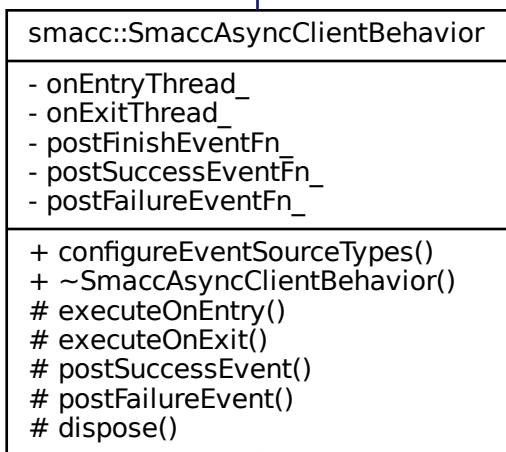 smacc::SmaccAsyncClientBehavior
- onEntryThread_
- onExitThread_
- postFinishEventFn_
- postSuccessEventFn_
- postFailureEventFn_
+ configureEventSourceTypes()
+ ~SmaccAsyncClientBehavior()
# executeOnEntry()
# executeOnExit()
# postSuccessEvent()
# postFailureEvent()
# dispose()